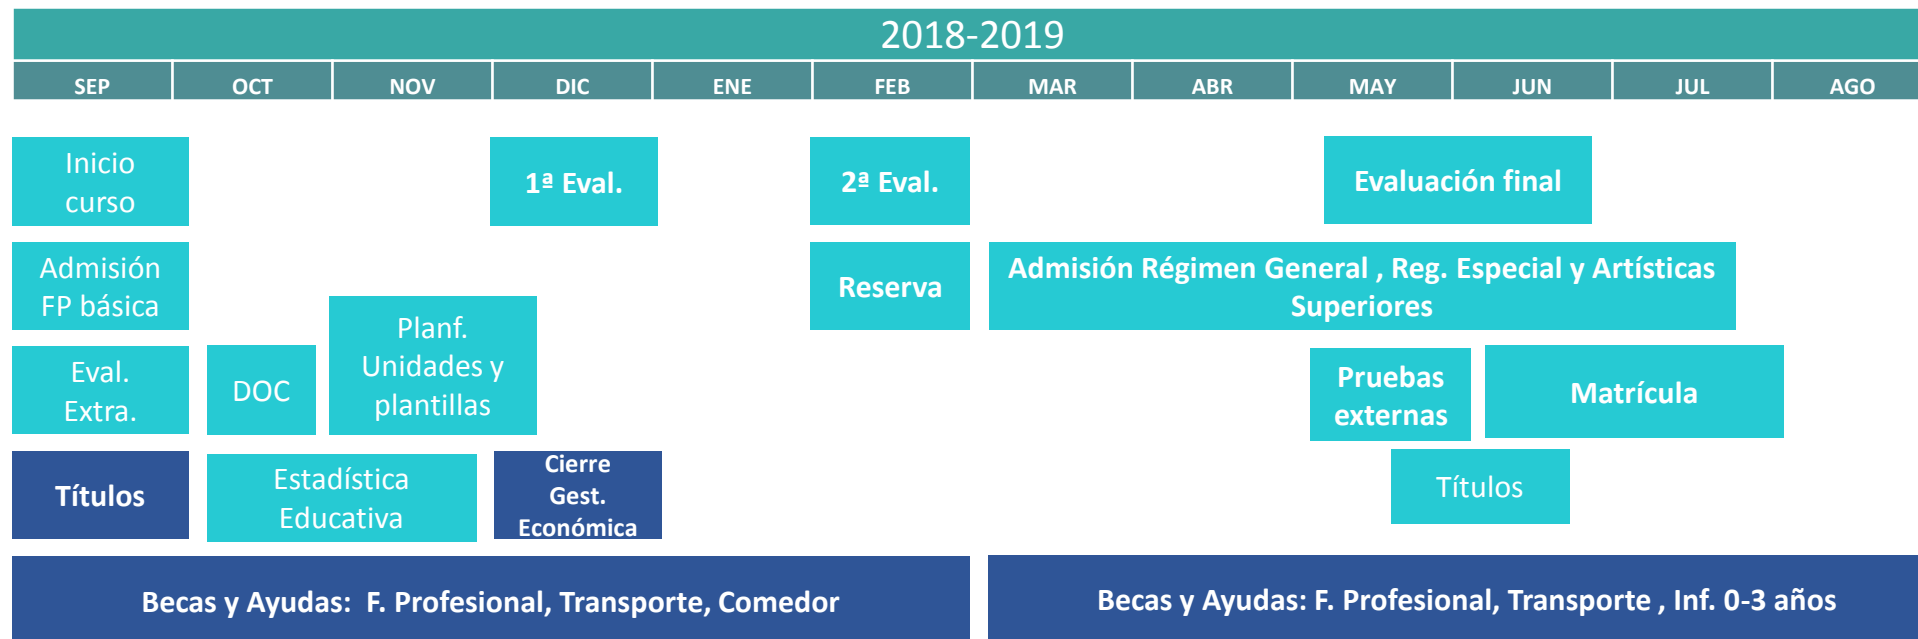 2018-2019
SEP OCT NOV DIC ENE FEB MAR ABR MAY JUN JUL AGO
Inicio
curso
1ª Eval.
2ª Eval.
Evaluación final
Admisión
FP básica
Reserva
Admisión Régimen General , Reg. Especial y Artísticas
Superiores
Eval.
Extra.
DOC
Planf.
Unidades y
plantillas
Pruebas
externas
Matrícula
Títulos
Estadística
Educativa
Cierre
Gest.
Económica
Títulos
Becas y Ayudas: F. Profesional, Transporte, Comedor
Becas y Ayudas: F. Profesional, Transporte , Inf. 0-3 años